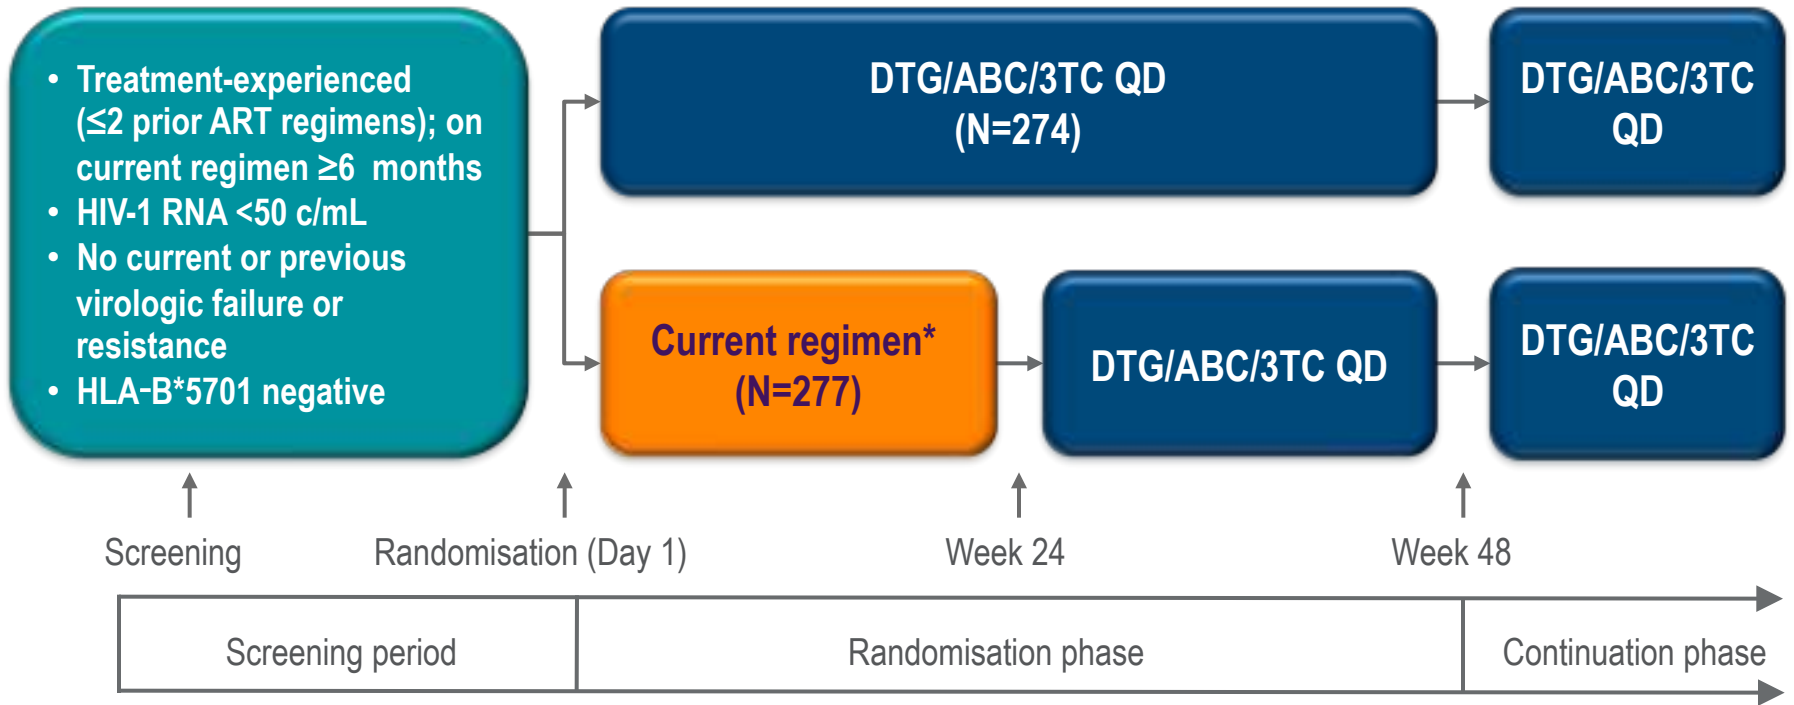 • Treatment-experienced
(≤2 prior ART regimens); on
current regimen ≥6 months
• HIV-1 RNA <50 c/mL
• No current or previous
virologic failure or
resistance
• HLA-B*5701 negative
DTG/ABC/3TC QD
(N=274)
DTG/ABC/3TC
QD
Current regimen*
(N=277)
DTG/ABC/3TC QD
DTG/ABC/3TC
QD
Screening
Randomisation (Day 1)
Week 24
Week 48
Screening period
Randomisation phase
Continuation phase